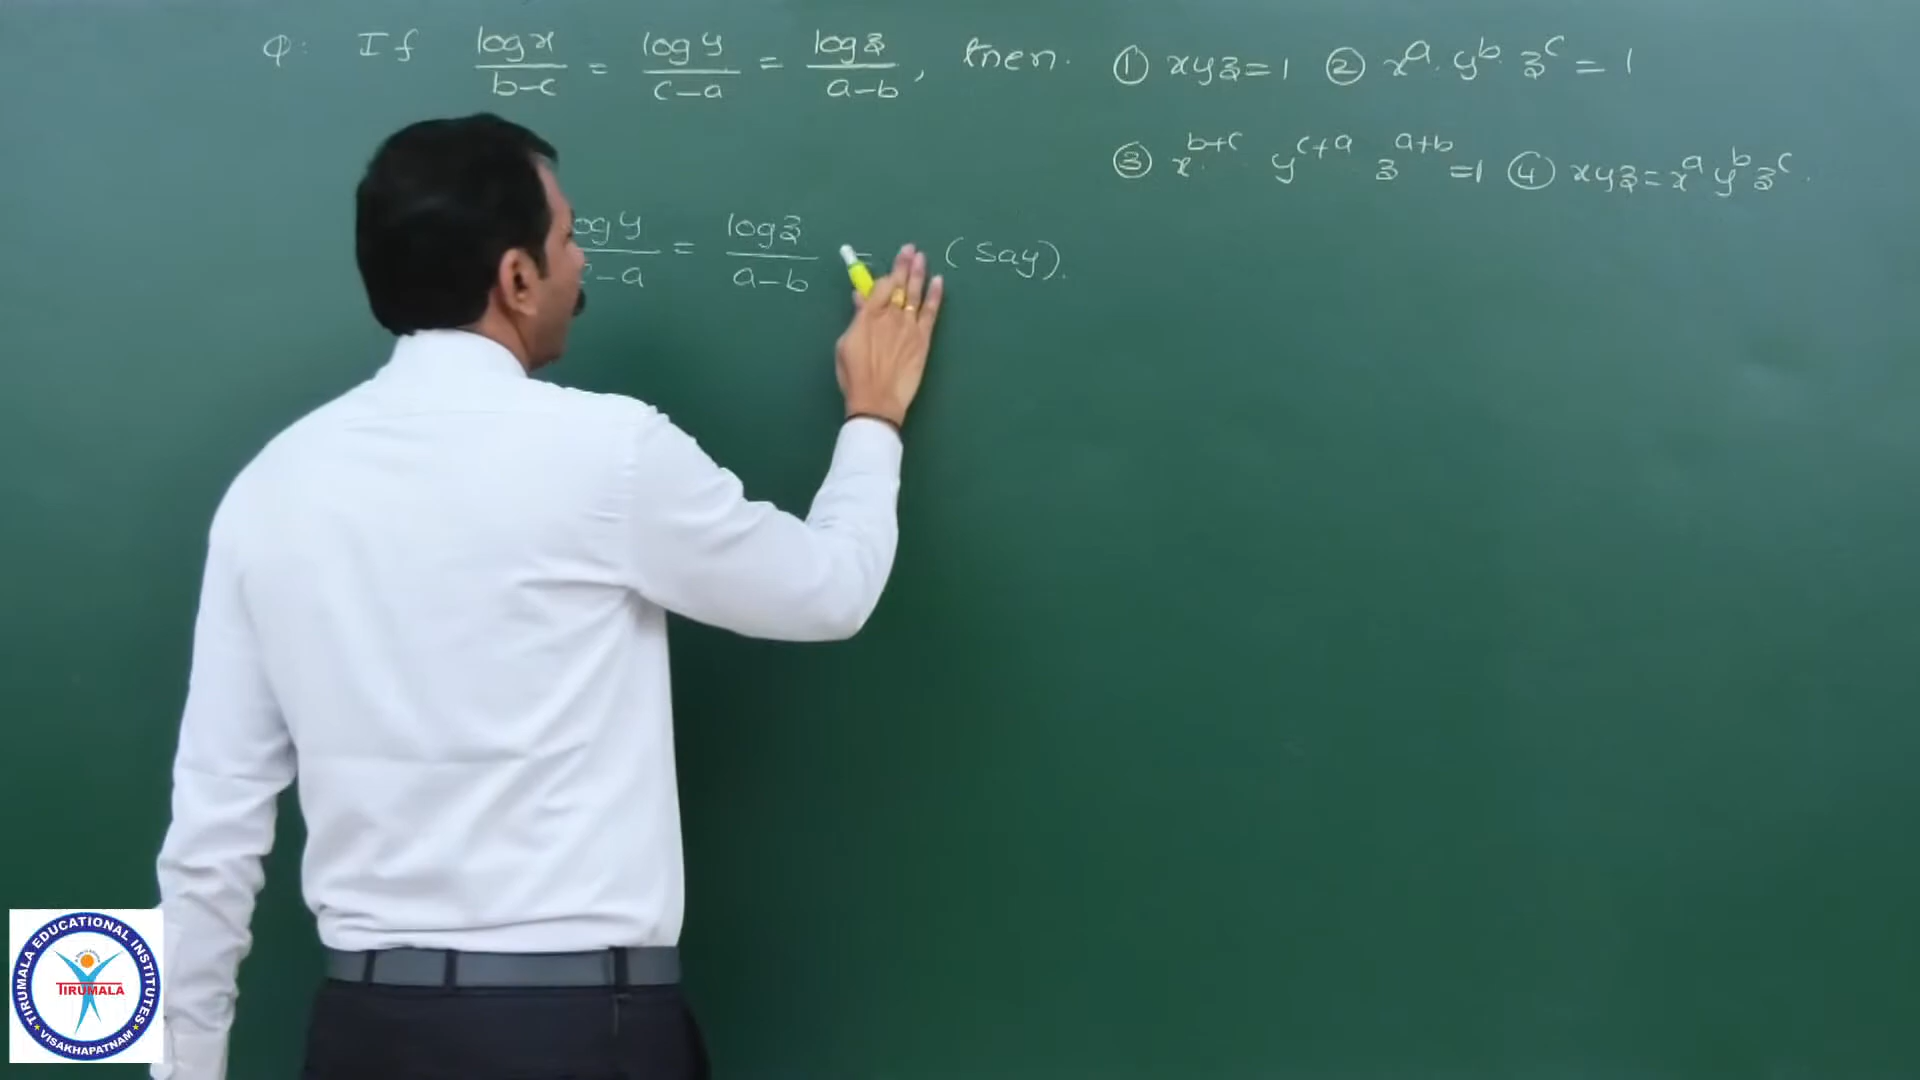 Q: If log x / b-c = log y / c-a = log z / a-b, then. ① xyz=1 ② x^a. y^b. z^c = 1
③ x^b+c y^c+a z^a+b =1 ④ xyz=x^a y^b z^c.
log y / -a = log z / a-b = (say).
TIRUMALA EDUCATIONAL INSTITUTES
TIRUMALA
VISAKHAPATNAM